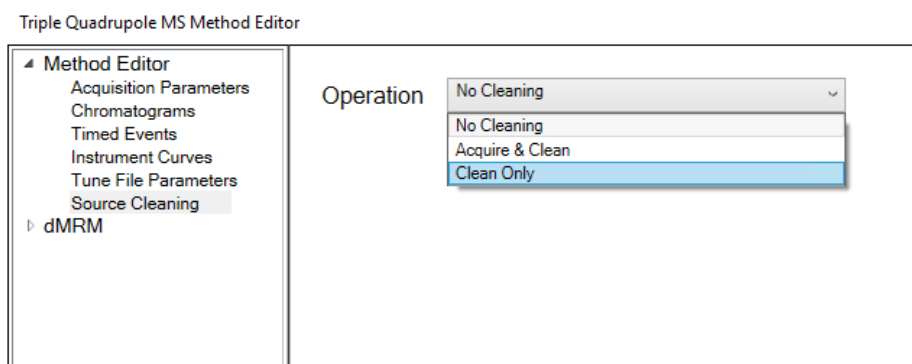 Triple Quadrupole MS Method Editor
Method Editor
Acquisition Parameters
Chromatograms
Timed Events
Instrument Curves
Tune File Parameters
Source Cleaning
dMRM
Operation
No Cleaning
No Cleaning
Acquire & Clean
Clean Only